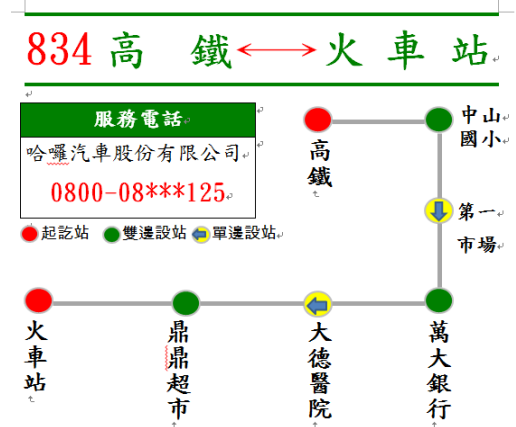 834 高 鐵 火 車 站
服務電話
哈囉汽車股份有限公司
0800-08***125
起訖站 雙邊設站 單邊設站
高鐵
中山
國小
第一
市場
萬大銀行
大德醫院
鼎鼎超市
火車站